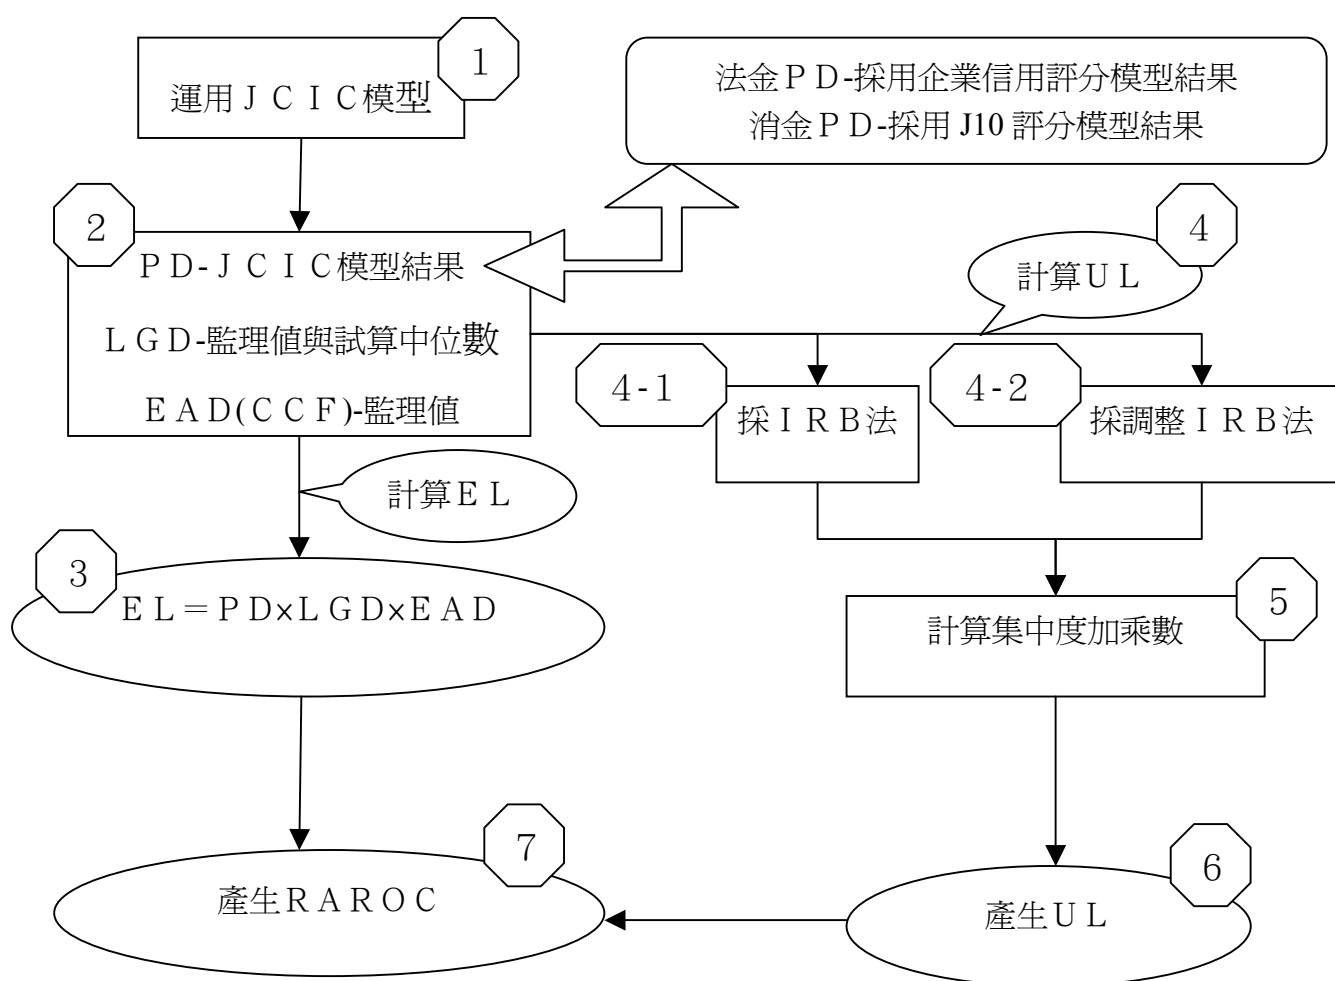 1
運用ＪＣＩＣ模型
法金ＰＤ-採用企業信用評分模型結果
消金ＰＤ-採用 J10 評分模型結果
2
ＰＤ-ＪＣＩＣ模型結果
ＬＧＤ-監理值與試算中位數
ＥＡＤ(ＣＣＦ)-監理值
4
計算ＵＬ
4-1
採ＩＲＢ法
4-2
採調整ＩＲＢ法
計算ＥＬ
3
ＥＬ＝ＰＤ×ＬＧＤ×ＥＡＤ
5
計算集中度加乘數
7
產生ＲＡＲＯＣ
6
產生ＵＬ